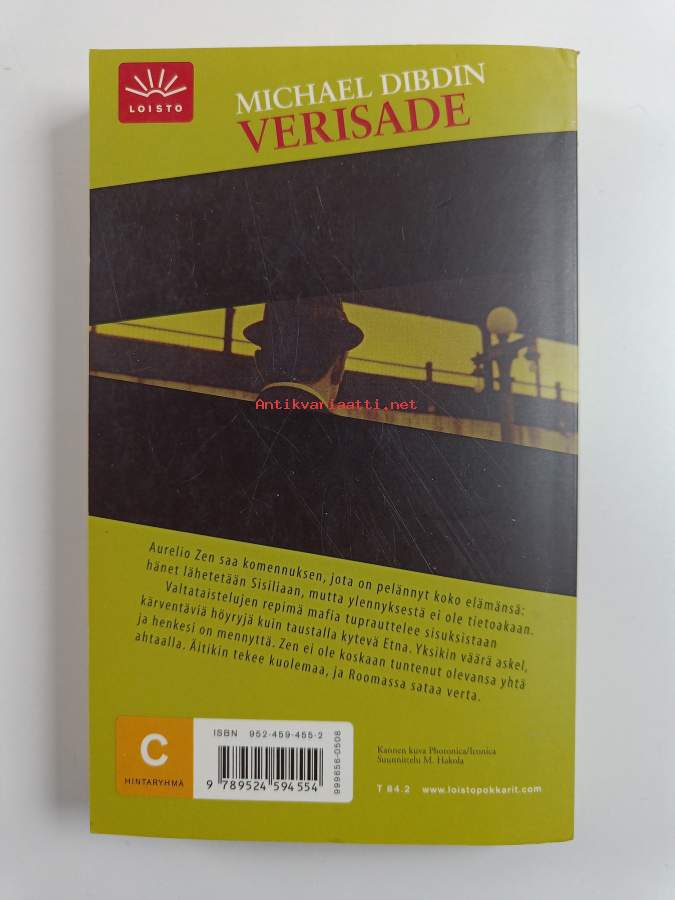 LOISTO
MICHAEL DIBDIN
VERISADE
Antikvariaatti.net
Aurelio Zen saa komennuksen, jota on pelännyt koko elämänsä:
hänet lähetetään Sisiliaan, mutta ylennyksestä ei ole tietoakaan.
Valtataistelujen repimä mafia tuprauttelee sisuksistaan
kärventäviä höyryjä kuin taustalla kytevä Etna. Yksikin väärä askel,
ja henkesi on mennyttä. Zen ei ole koskaan tuntenut olevansa yhtä
ahtaalla. Äitikin tekee kuolemaa, ja Roomassa sataa verta.
C
HINTARYHMÄ
ISBN 952-459-455-2
9 789524 594554
999656-0508
Kannen kuva Photonica/Iconica
Suunnittelu M. Hakola
T 84.2 www.loistopokkarit.com